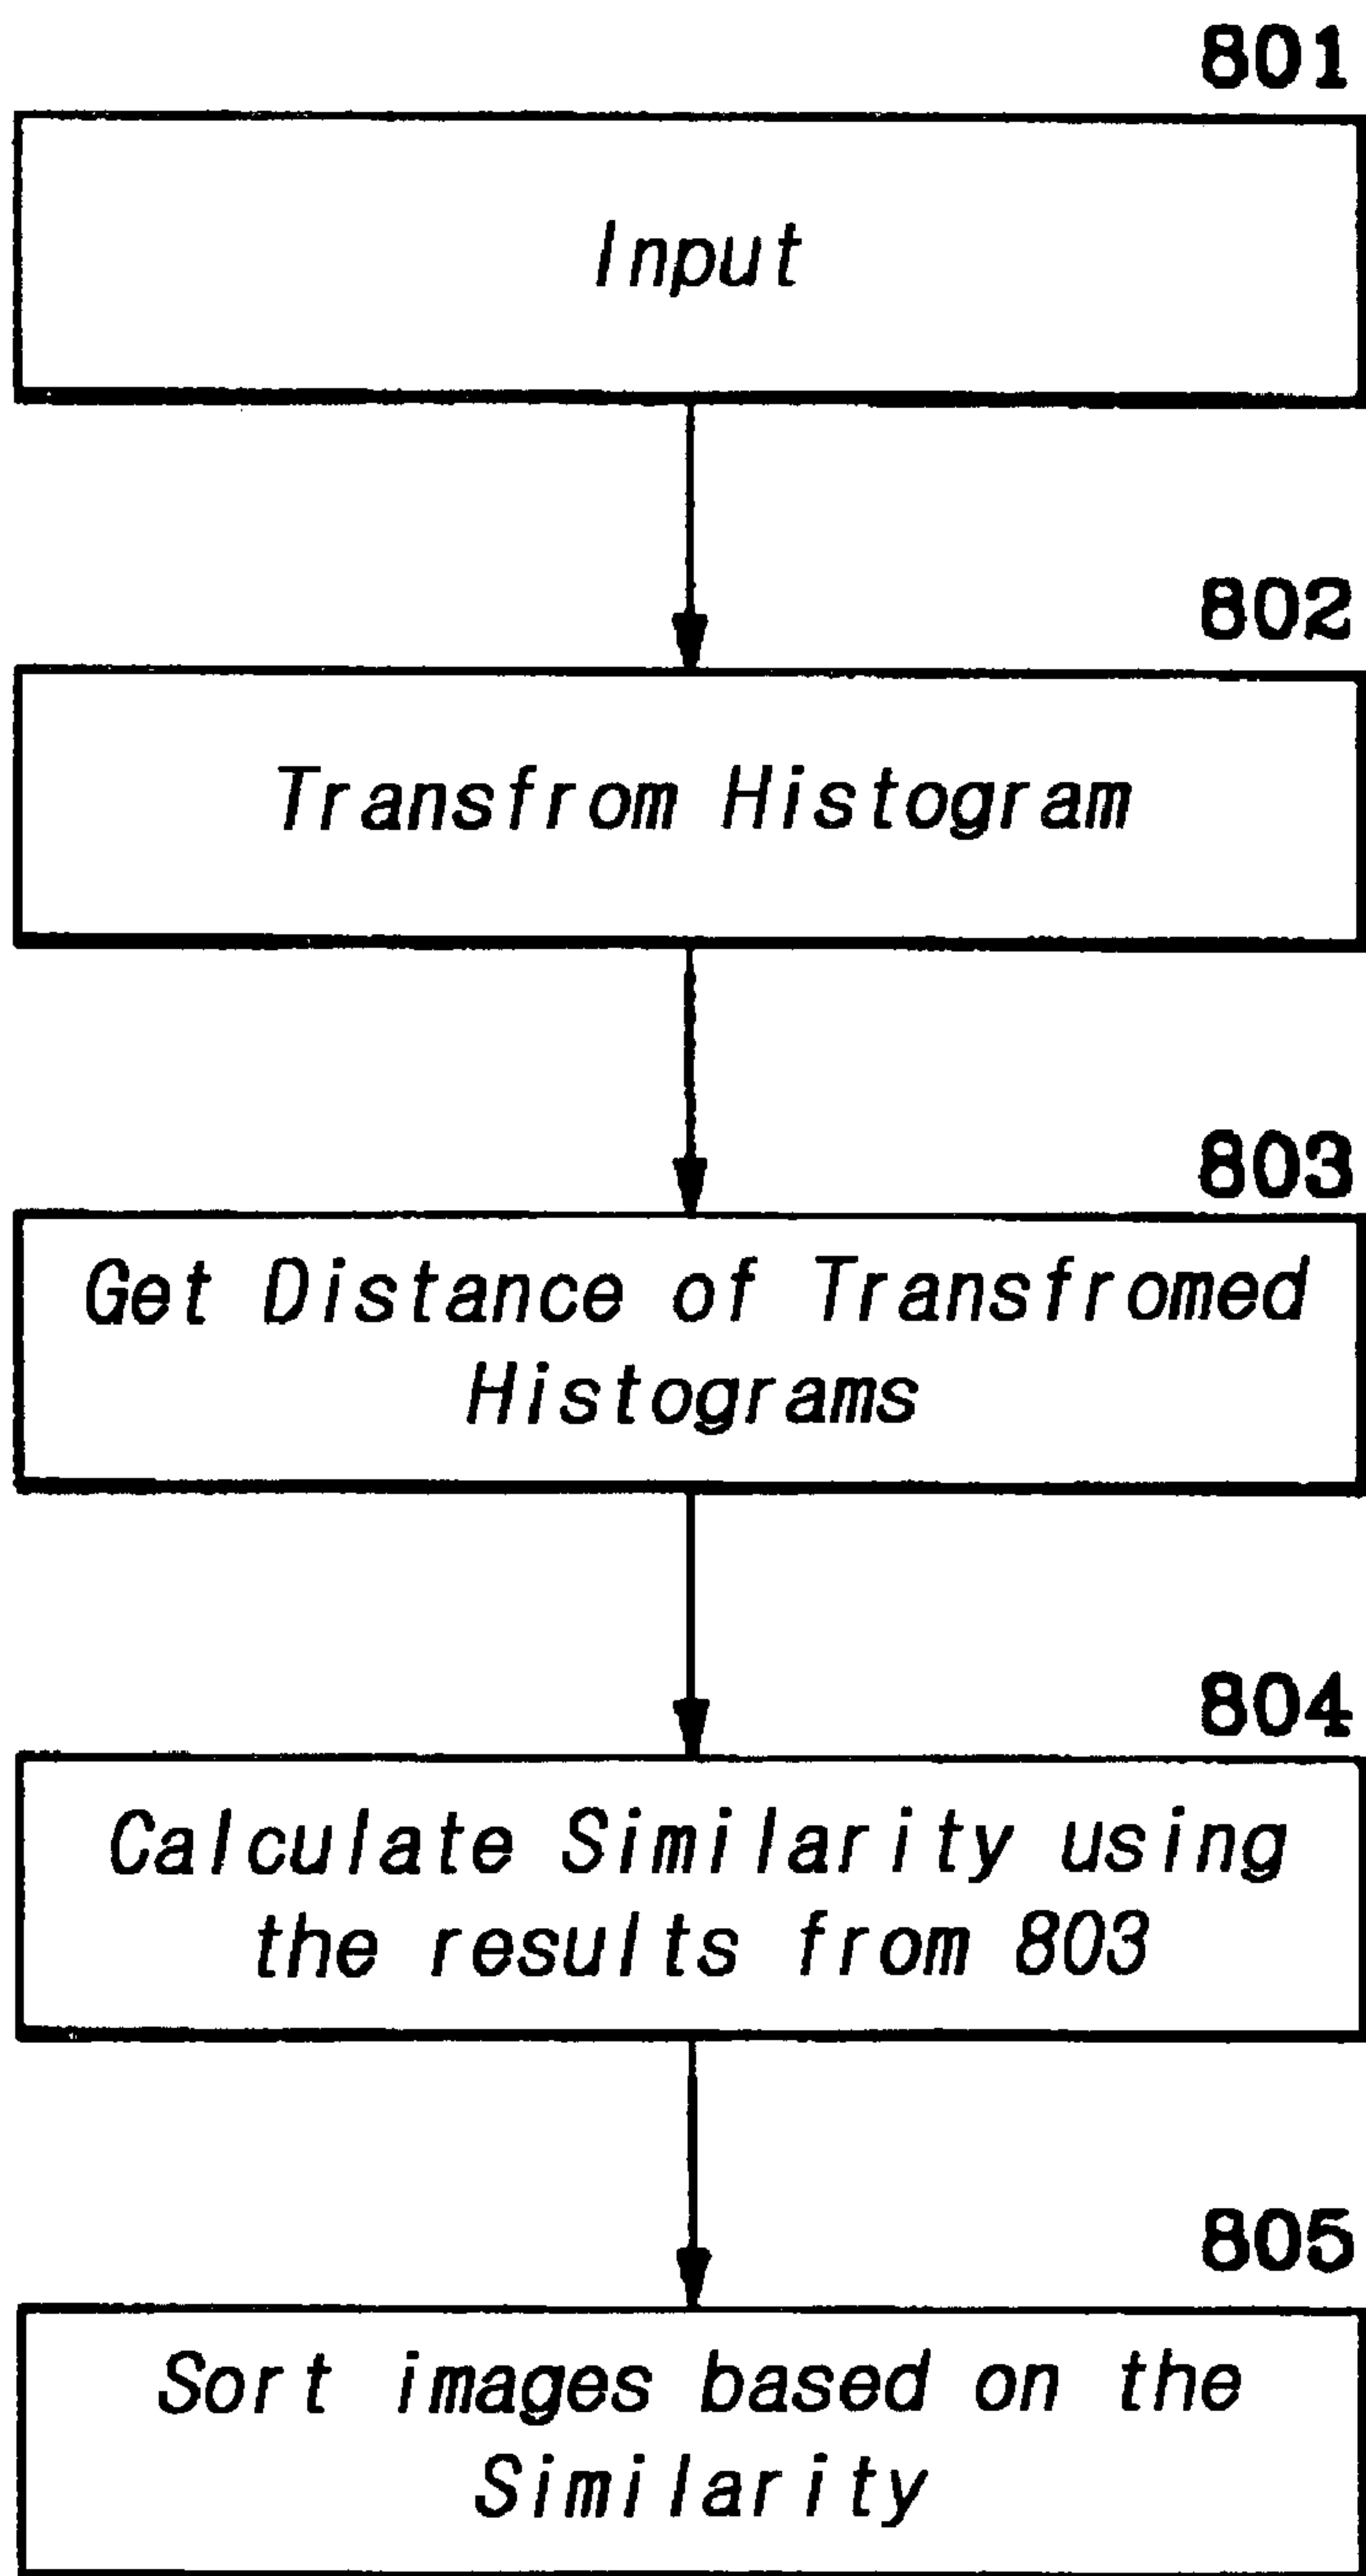 801
Input
802
Transfrom Histogram
803
Get Distance of Transfromed
Histograms
804
Calculate Similarity using
the results from 803
805
Sort images based on the
Similarity